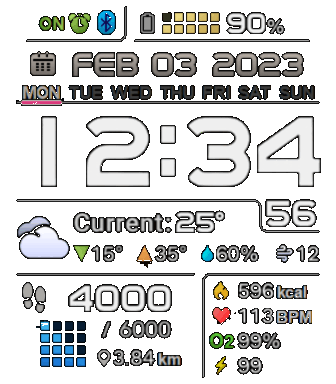 ON 90%
FEB 03 2023
MON TUE WED THU FRI SAT SUN
12:34
56
Current: 25°
15° 35° 60% 12
4000
/ 6000
3.84 km
596 kcal
113 BPM
O2 99%
99